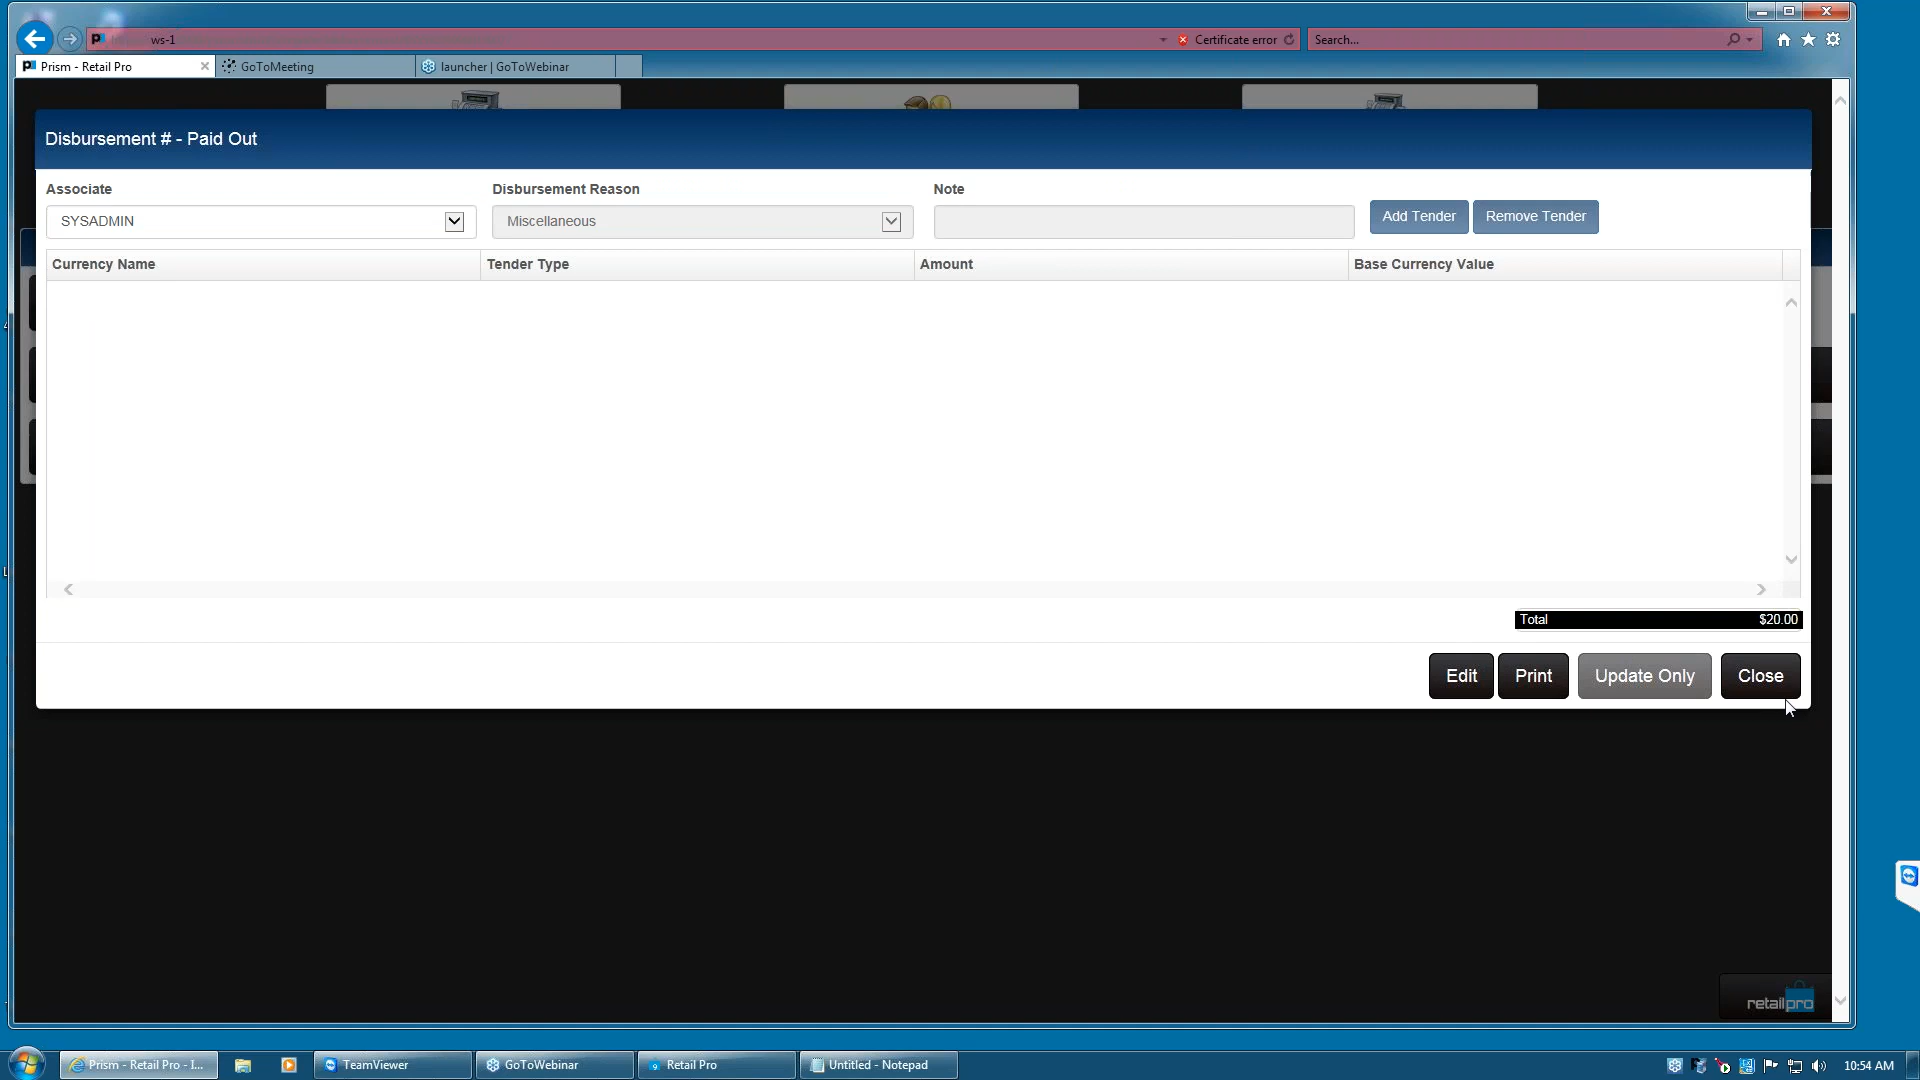 ws-1
Certificate error
Search...
Prism - Retail Pro
GoToMeeting
launcher | GoToWebinar
Disbursement # - Paid Out
Associate
Disbursement Reason
Note
SYSADMIN
Miscellaneous
Add Tender
Remove Tender
Currency Name
Tender Type
Amount
Base Currency Value
Total
$20.00
Edit
Print
Update Only
Close
retailpro
Prism - Retail Pro - I...
TeamViewer
GoToWebinar
Retail Pro
Untitled - Notepad
10:54 AM